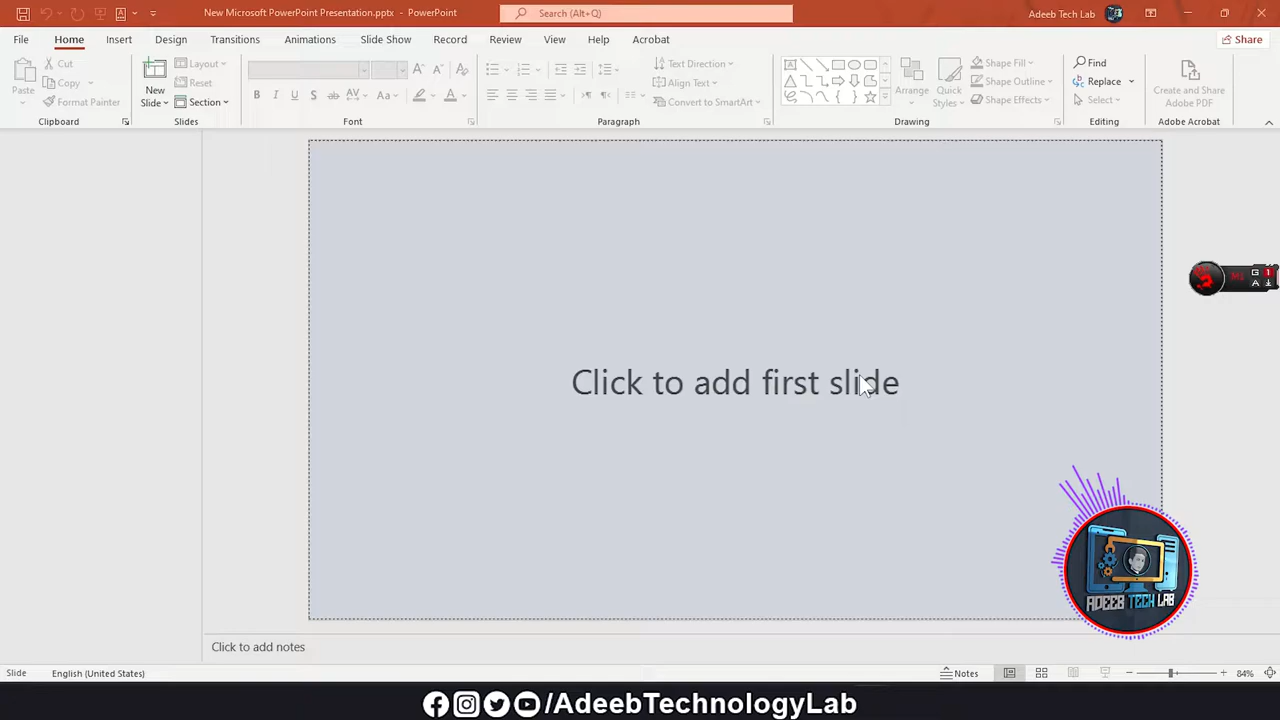 New Microsoft PowerPoint Presentation.pptx - PowerPoint
Search (Alt+Q)
Adeeb Tech Lab
File Home Insert Design Transitions Animations Slide Show Record Review View Help Acrobat
Share
Paste
Cut
Copy
Format Painter
Clipboard
New Slide
Layout
Reset
Section
Slides
B I U S ab AV Aa A
Font
Text Direction
Align Text
Convert to SmartArt
Paragraph
Arrange
Quick Styles
Shape Fill
Shape Outline
Shape Effects
Drawing
Find
Replace
Select
Editing
Create and Share Adobe PDF
Adobe Acrobat
Click to add first slide
G 1
A
ADEEB TECH LAB
Click to add notes
Slide English (United States)
Notes
84%
/AdeebTechnologyLab